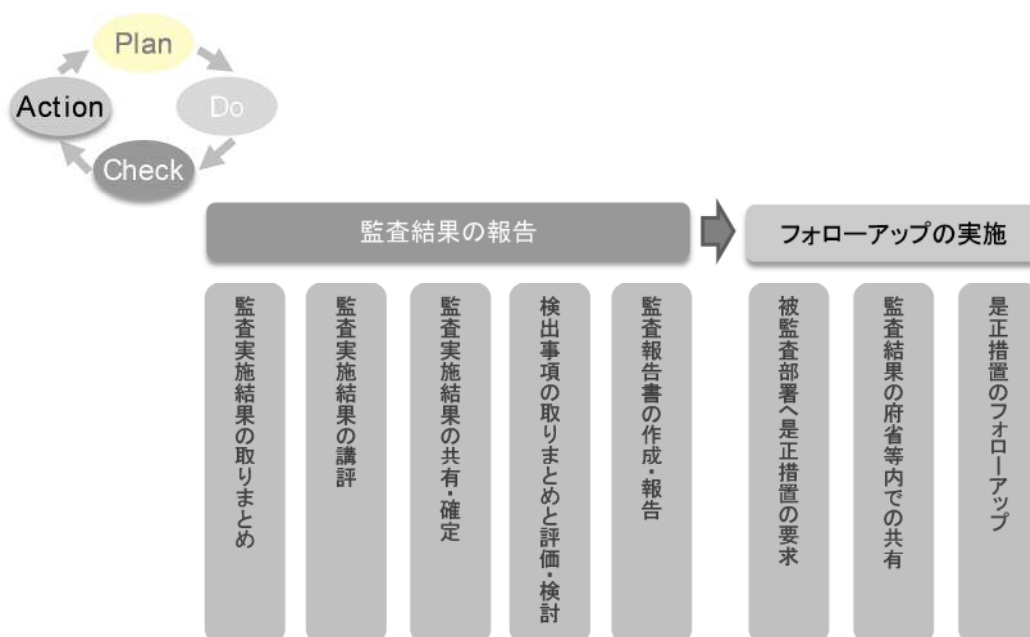 Plan
Action
Do
Check
監査結果の報告
フォローアップの実施
監査実施結果の取りまとめ
監査実施結果の講評
監査実施結果の共有・確定
検出事項の取りまとめと評価・検討
監査報告書の作成・報告
被監査部署へ是正措置の要求
監査結果の府省等内での共有
是正措置のフォローアップ